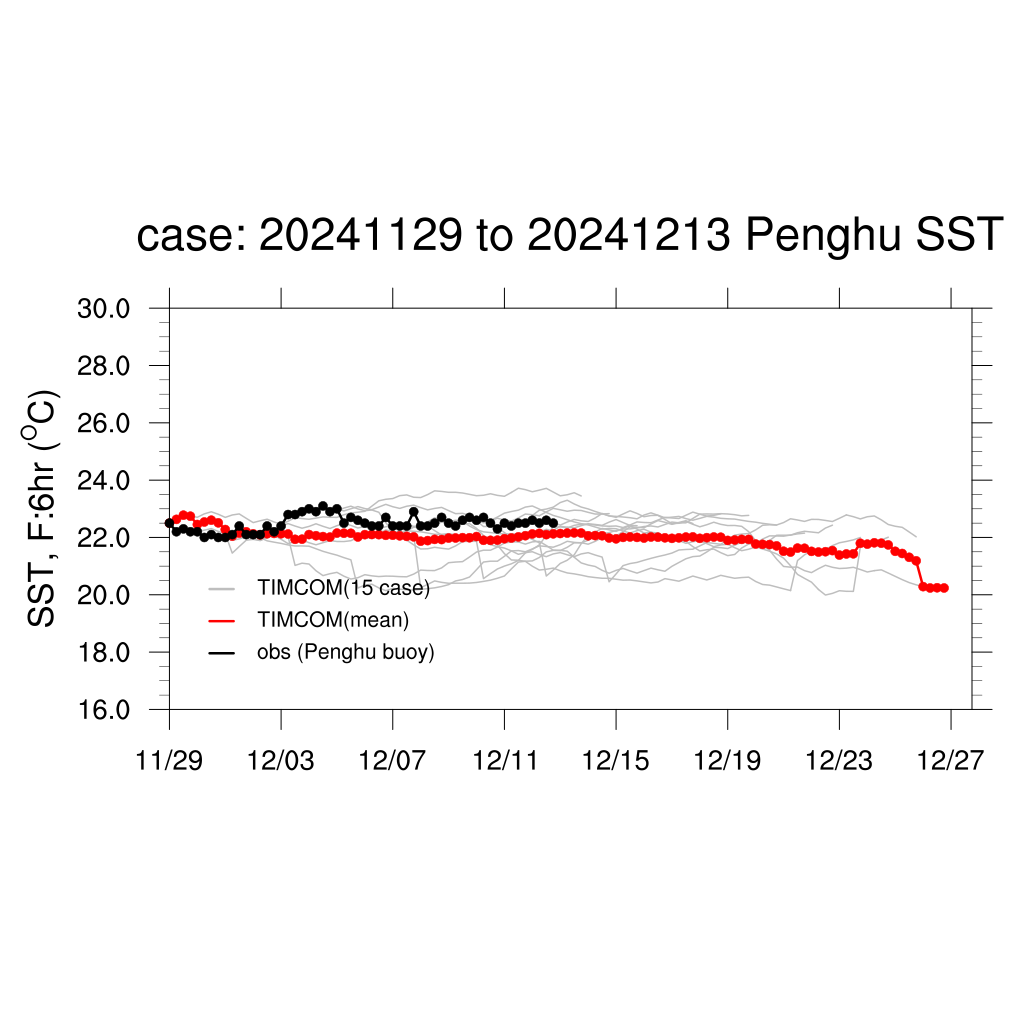 case: 20241129 to 20241213 Penghu SST
SST, F:6hr (°C)
30.0
28.0
26.0
24.0
22.0
20.0
18.0
16.0
TIMCOM(15 case)
TIMCOM(mean)
obs (Penghu buoy)
11/29 12/03 12/07 12/11 12/15 12/19 12/23 12/27